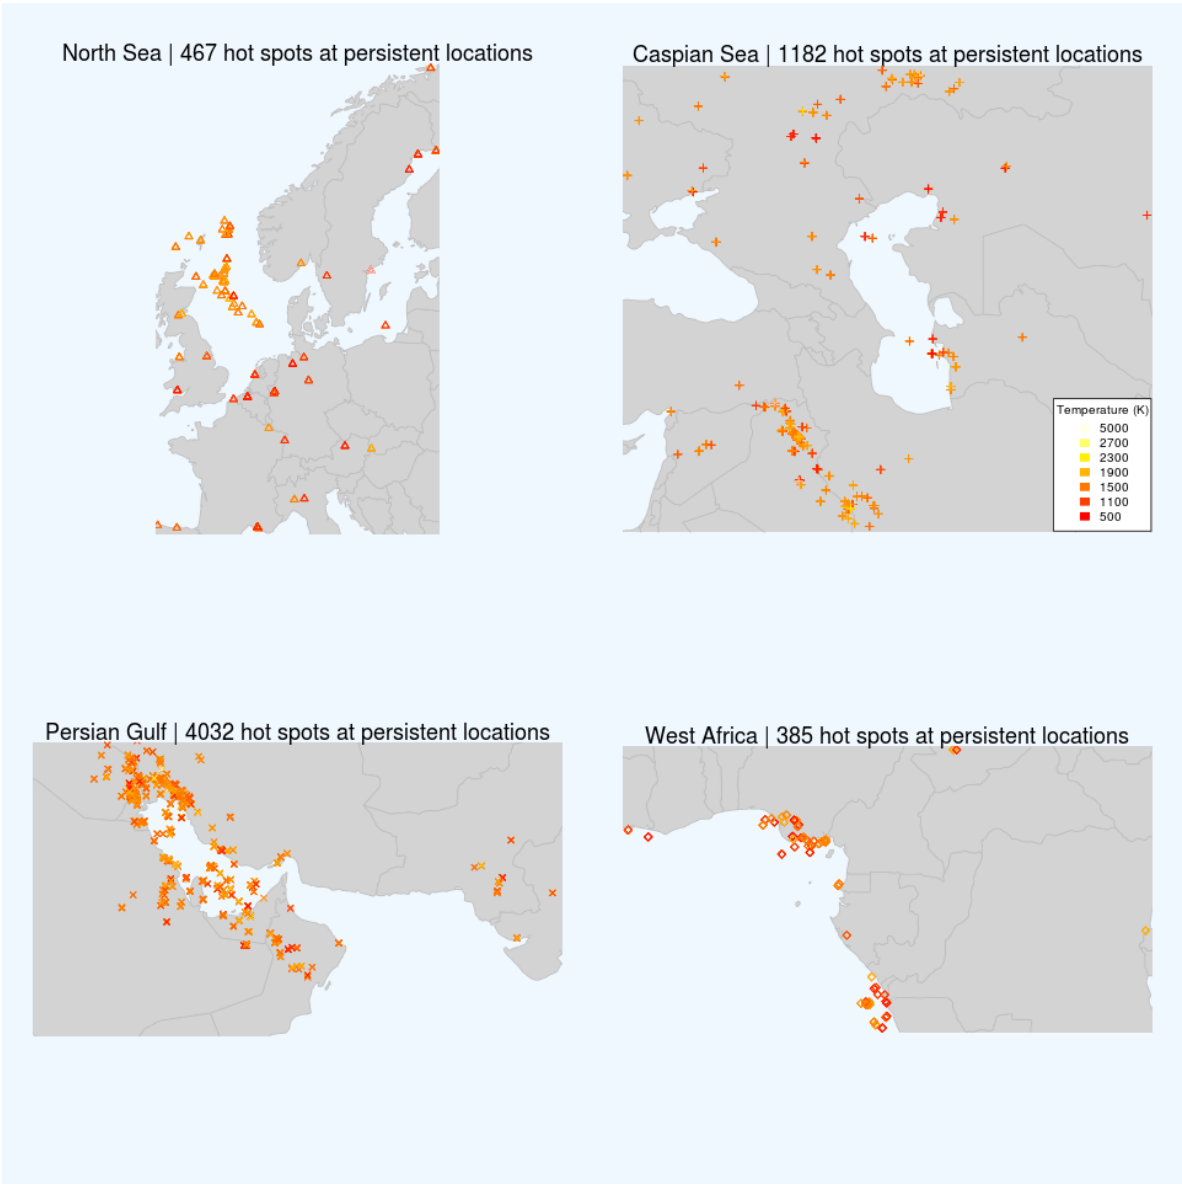 North Sea | 467 hot spots at persistent locations
Caspian Sea | 1182 hot spots at persistent locations
Temperature (K)
5000
2700
2300
1900
1500
1100
500
Persian Gulf | 4032 hot spots at persistent locations
West Africa | 385 hot spots at persistent locations